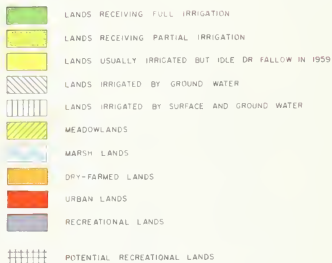 LANDS RECEIVING FULL IRRIGATION
LANDS RECEIVING PARTIAL IRRIGATION
LANDS USUALLY IRRIGATED BUT IDLE OR FALLOW IN 1959
LANDS IRRIGATED BY GROUND WATER
LANDS IRRIGATED BY SURFACE AND GROUND WATER
MEADOWLANDS
MARSH LANDS
DRY-FARMED LANDS
URBAN LANDS
RECREATIONAL LANDS
POTENTIAL RECREATIONAL LANDS